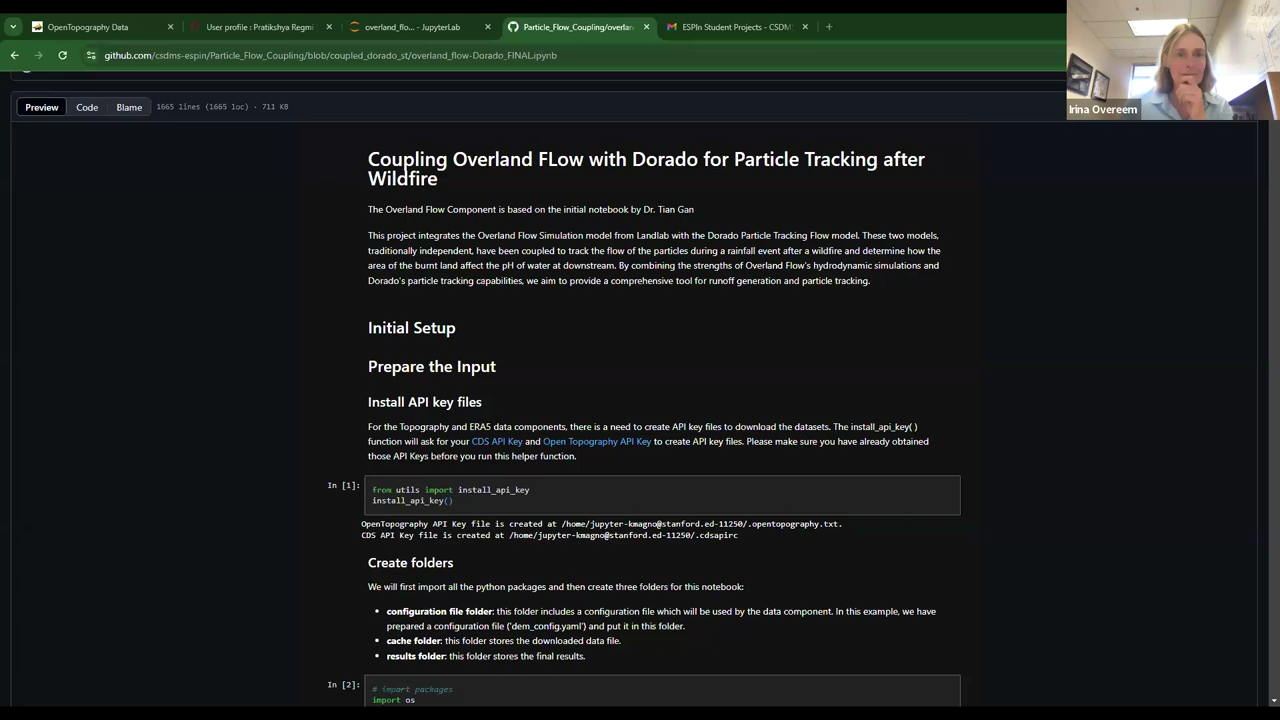 OpenTopography Data
User profile : Pratikshya Regmi
overland_flo... - JupyterLab
Particle_Flow_Coupling/overlan
ESPIn Student Projects - CSDM
github.com/csdms-espin/Particle_Flow_Coupling/blob/coupled_dorado_st/overland_flow-Dorado_FINAL.ipynb
Irina Overeem
Preview Code Blame 1665 lines (1665 loc) · 711 KB
Coupling Overland FLow with Dorado for Particle Tracking after
Wildfire
The Overland Flow Component is based on the initial notebook by Dr. Tian Gan
This project integrates the Overland Flow Simulation model from Landlab with the Dorado Particle Tracking Flow model. These two models,
traditionally independent, have been coupled to track the flow of the particles during a rainfall event after a wildfire and determine how the
area of the burnt land affect the pH of water at downstream. By combining the strengths of Overland Flow's hydrodynamic simulations and
Dorado's particle tracking capabilities, we aim to provide a comprehensive tool for runoff generation and particle tracking.
Initial Setup
Prepare the Input
Install API key files
For the Topography and ERA5 data components, there is a need to create API key files to download the datasets. The install_api_key( )
function will ask for your CDS API Key and Open Topography API Key to create API key files. Please make sure you have already obtained
those API Keys before you run this helper function.
In [1]: from utils import install_api_key
install_api_key()
OpenTopography API Key file is created at /home/jupyter-kmagno@stanford.ed-11250/.opentopography.txt.
CDS API Key file is created at /home/jupyter-kmagno@stanford.ed-11250/.cdsapirc
Create folders
We will first import all the python packages and then create three folders for this notebook:
• configuration file folder: this folder includes a configuration file which will be used by the data component. In this example, we have
prepared a configuration file ('dem_config.yaml') and put it in this folder.
• cache folder: this folder stores the downloaded data file.
• results folder: this folder stores the final results.
In [2]: # import packages
import os